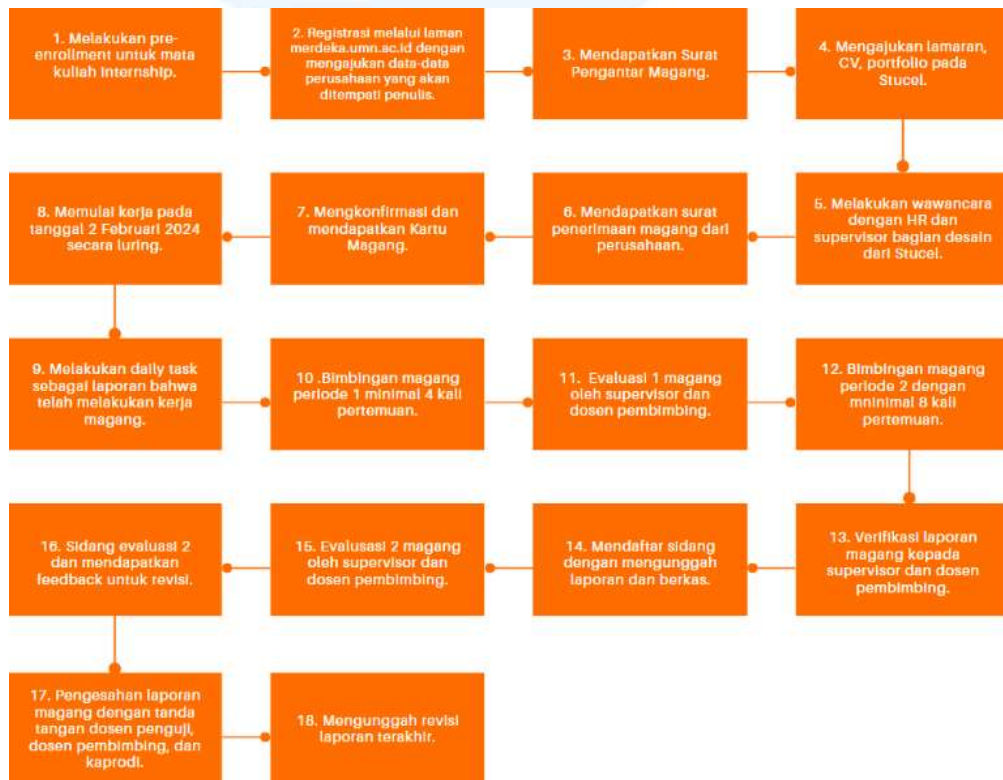 1. Melakukan pre-
enrollment untuk mata
kuliah Internship.
2. Registrasi melalui laman
merdeka.umn.ac.id dengan
mengajukan data-data
perusahaan yang akan
ditempati penulis.
3. Mendapatkan Surat
Pengantar Magang.
4. Mengajukan lamaran,
CV, portfolio pada
Stucel.
5. Melakukan wawancara
dengan HR dan
supervisor bagian desain
dari Stucel.
6. Mendapatkan surat
penerimaan magang dari
perusahaan.
7. Mengkonfirmasi dan
mendapatkan Kartu
Magang.
8. Memulai kerja pada
tanggal 2 Februari 2024
secara luring.
9. Melakukan daily task
sebagai laporan bahwa
telah melakukan kerja
magang.
10 .Bimbingan magang
periode 1 minimal 4 kali
pertemuan.
11. Evaluasi 1 magang
oleh supervisor dan
dosen pembimbing.
12. Bimbingan magang
periode 2 dengan
mninimal 8 kali
pertemuan.
13. Verifikasi laporan
magang kepada
supervisor dan dosen
pembimbing.
14. Mendaftar sidang
dengan mengunggah
laporan dan berkas.
15. Evalusasi 2 magang
oleh supervisor dan
dosen pembimbing.
16. Sidang evaluasi 2
dan mendapatkan
feedback untuk revisi.
17. Pengesahan laporan
magang dengan tanda
tangan dosen penguji,
dosen pembimbing, dan
kaprodi.
18. Mengunggah revisi
laporan terakhir.